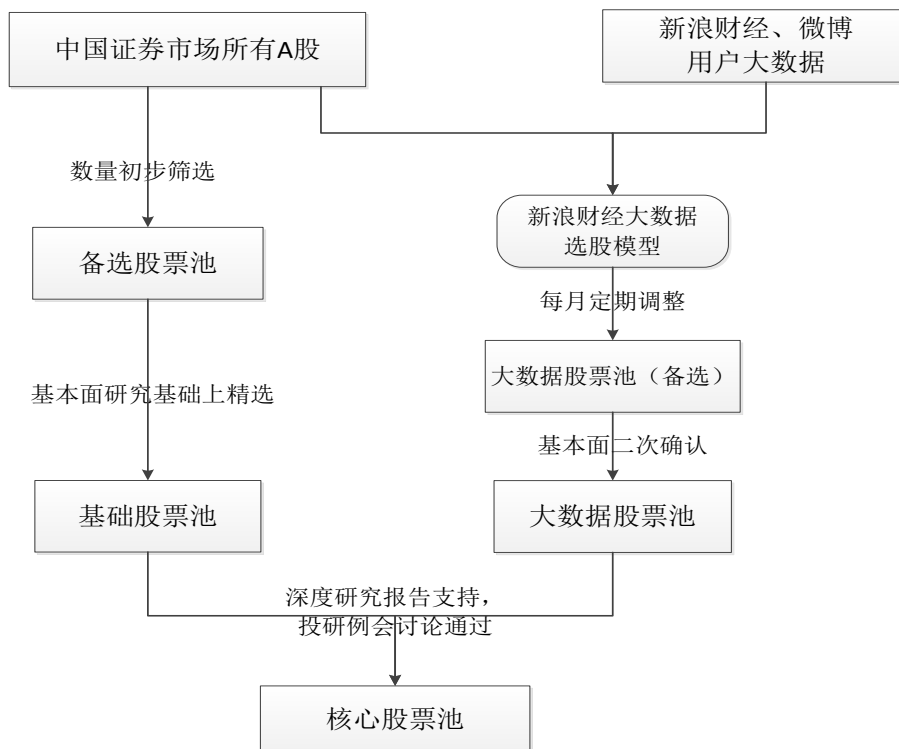 中国证券市场所有A股
新浪财经、微博
用户大数据
数量初步筛选
新浪财经大数据
选股模型
备选股票池
每月定期调整
大数据股票池（备选）
基本面研究基础上精选
基本面二次确认
基础股票池
大数据股票池
深度研究报告支持，
投研例会讨论通过
核心股票池